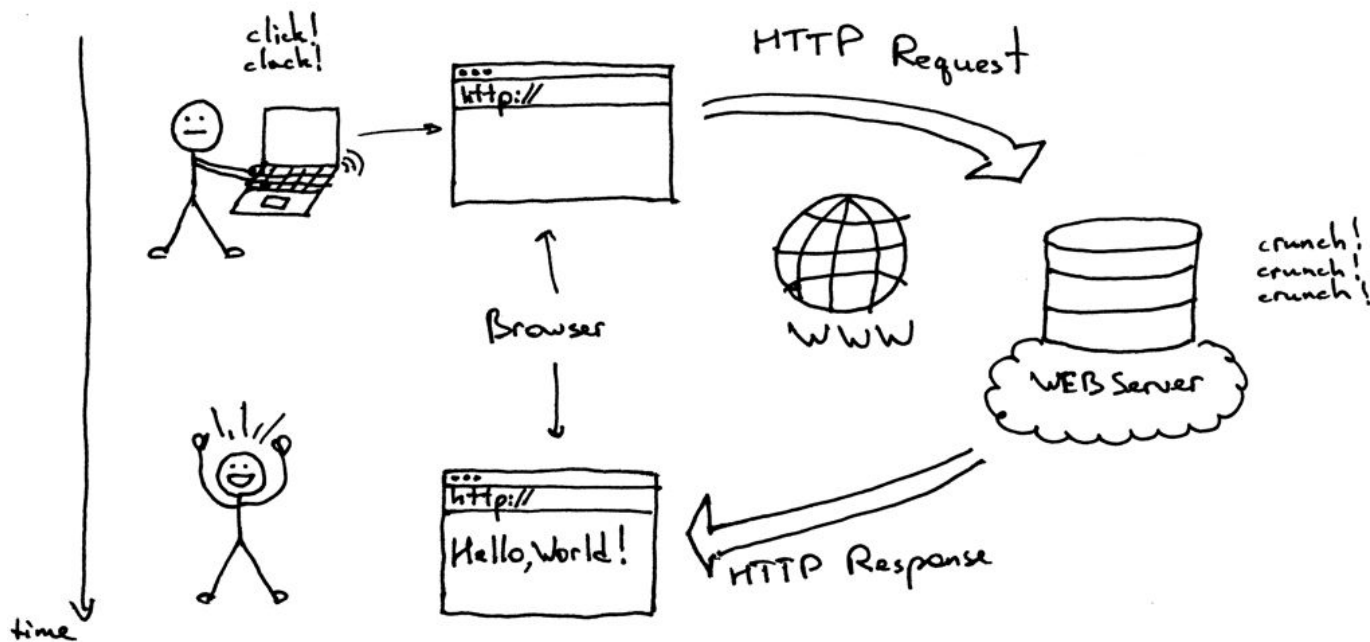 click!
clack!
http://
HTTP Request
crunch!
crunch!
crunch!
Browser
WWW
WEB Server
http://
Hello, World!
HTTP Response
time